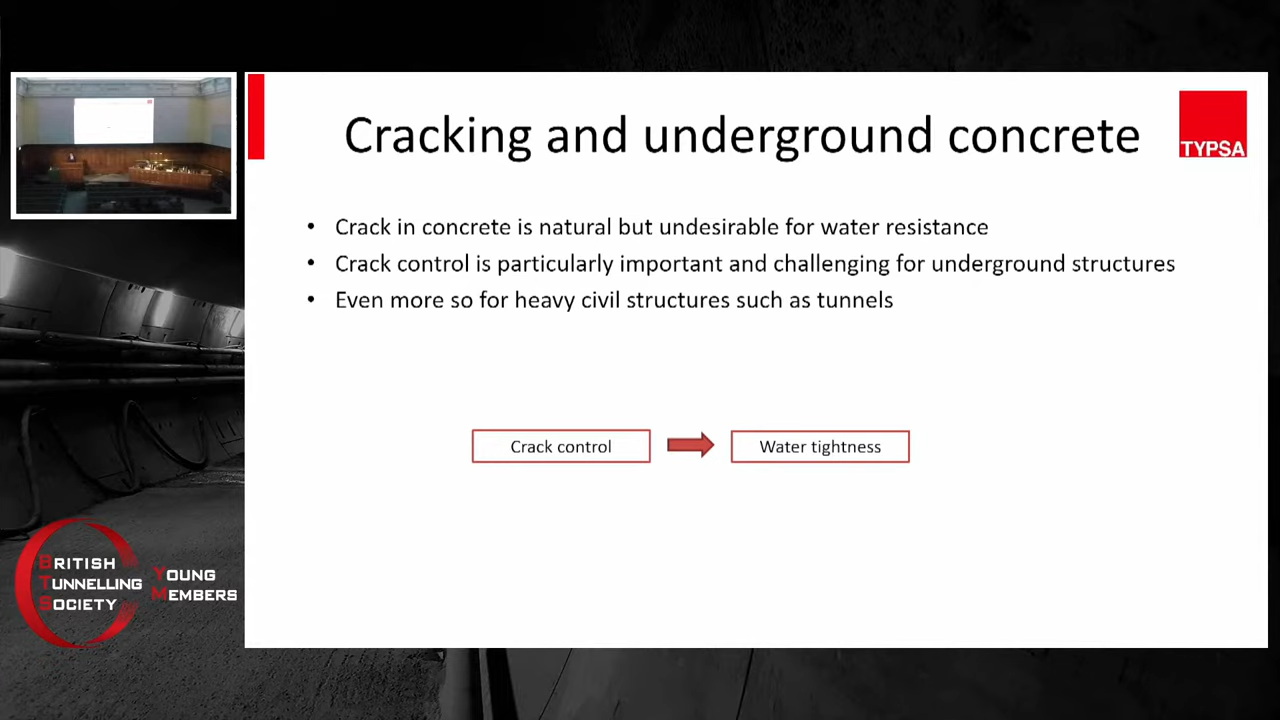 Cracking and underground concrete
TYPSA
• Crack in concrete is natural but undesirable for water resistance
• Crack control is particularly important and challenging for underground structures
• Even more so for heavy civil structures such as tunnels
Crack control
Water tightness
BRITISH
TUNNELLING
SOCIETY
YOUNG
MEMBERS